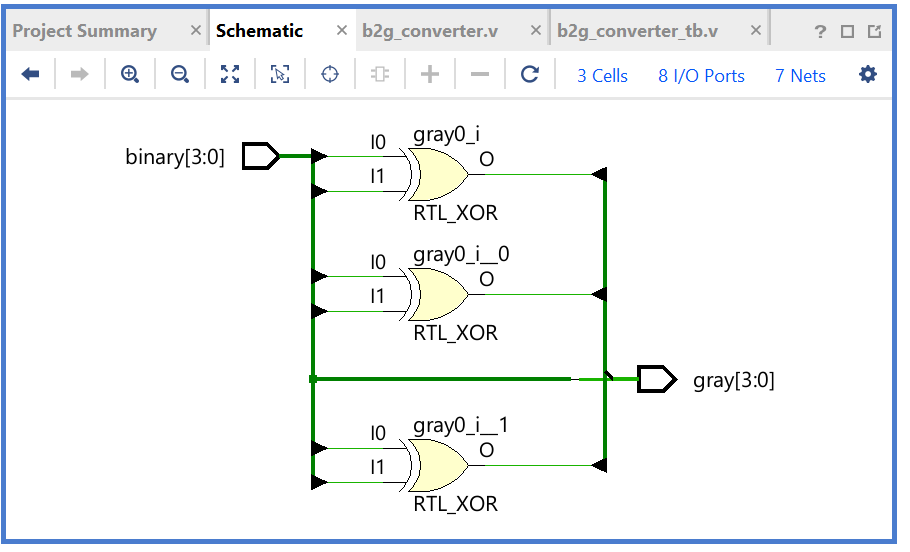 Project Summary × Schematic × b2g_converter.v × b2g_converter_tb.v × ?
3 Cells 8 I/O Ports 7 Nets
binary[3:0]
gray0_i
I0
O
I1
RTL_XOR
gray0_i__0
I0
O
I1
RTL_XOR
gray[3:0]
gray0_i__1
I0
O
I1
RTL_XOR